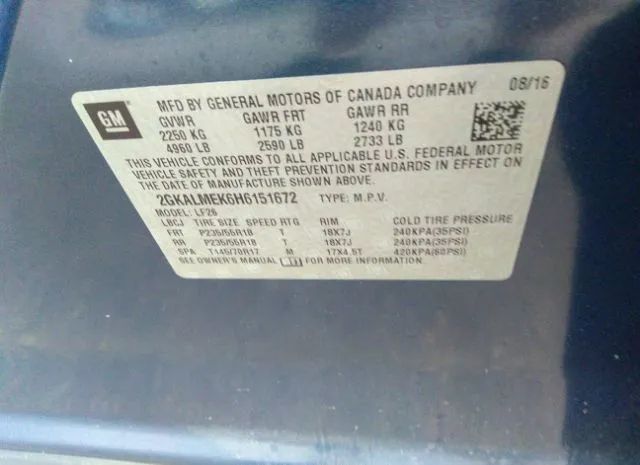 GM
MFD BY GENERAL MOTORS OF CANADA COMPANY 08/16
GVWR GAWR FRT GAWR RR
2250 KG 1175 KG 1240 KG
4960 LB 2590 LB 2733 LB
THIS VEHICLE CONFORMS TO ALL APPLICABLE U.S. FEDERAL MOTOR
VEHICLE SAFETY AND THEFT PREVENTION STANDARDS IN EFFECT ON
THE DATE OF MANUFACTURE SHOWN ABOVE.
2GKALMEK6H6151672 TYPE: M.P.V.
MODEL: LF26
LBCJ TIRE SIZE SPEED RTG RIM COLD TIRE PRESSURE
FRT P235/55R18 T 18X7J 240KPA(35PSI)
RR P235/55R18 T 18X7J 240KPA(35PSI)
SPA T145/70R17 M 17X4.5T 420KPA(60PSI)
SEE OWNER'S MANUAL FOR MORE INFORMATION.